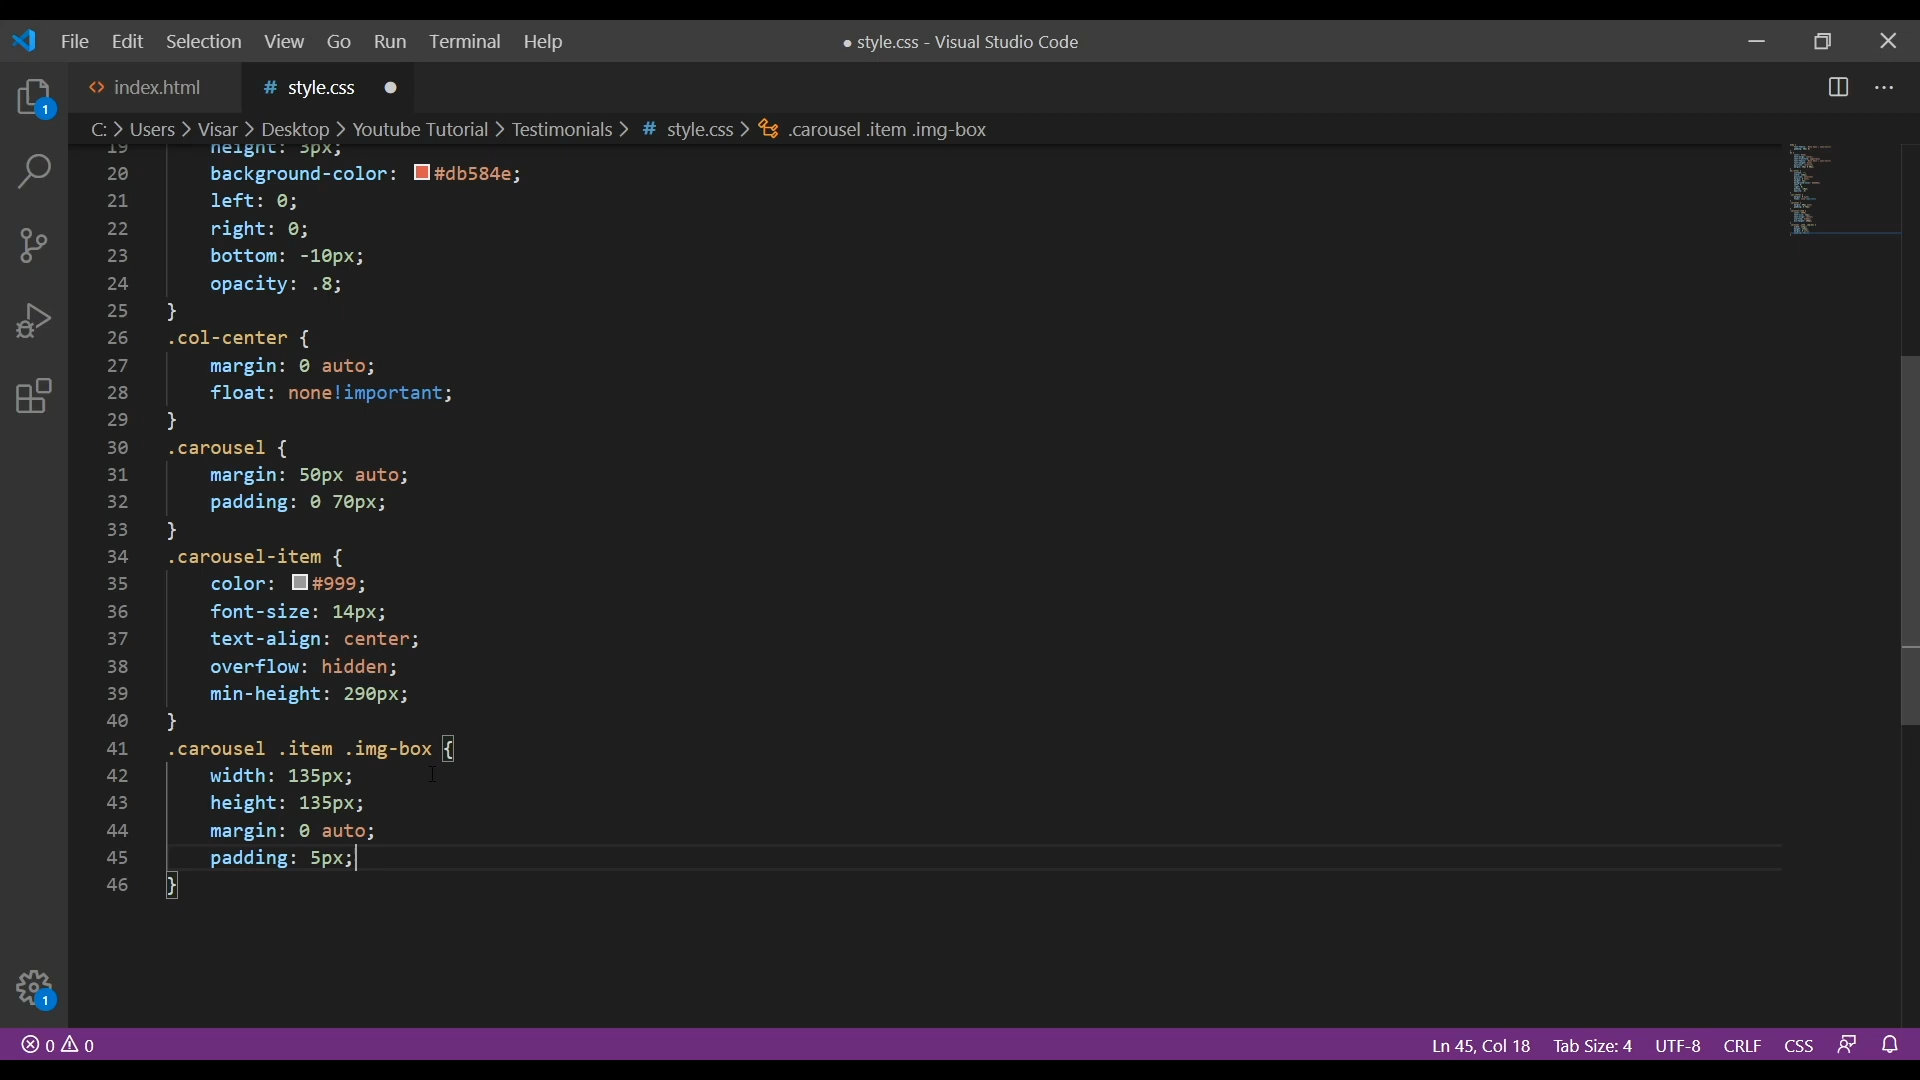 File Edit Selection View Go Run Terminal Help
● style.css - Visual Studio Code
<> index.html
# style.css ●
C: > Users > Visar > Desktop > Youtube Tutorial > Testimonials > # style.css > .carousel .item .img-box
1
19 height: 3px;
20 background-color: #db584e;
21 left: 0;
22 right: 0;
23 bottom: -10px;
24 opacity: .8;
25 }
26 .col-center {
27 margin: 0 auto;
28 float: none!important;
29 }
30 .carousel {
31 margin: 50px auto;
32 padding: 0 70px;
33 }
34 .carousel-item {
35 color: #999;
36 font-size: 14px;
37 text-align: center;
38 overflow: hidden;
39 min-height: 290px;
40 }
41 .carousel .item .img-box {
42 width: 135px;
43 height: 135px;
44 margin: 0 auto;
45 padding: 5px;
46 }
1
0 0 Ln 45, Col 18 Tab Size: 4 UTF-8 CRLF CSS